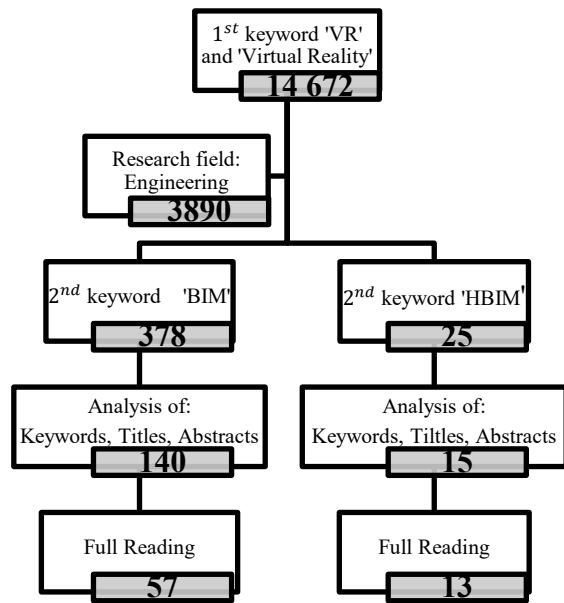 1st keyword 'VR'
and 'Virtual Reality'
14 672
Research field:
Engineering
3890
2nd keyword 'BIM'
378
2nd keyword 'HBIM'
25
Analysis of:
Keywords, Titles, Abstracts
140
Analysis of:
Keywords, Tiltles, Abstracts
15
Full Reading
57
Full Reading
13